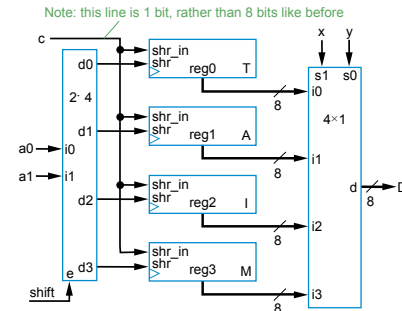 Note: this line is 1 bit, rather than 8 bits like before
c
x y
shr_in
d0 shr
reg0 T
s1 s0
8 i0
2· 4
4×1
shr_in
d1 shr
reg1 A
a0 i0
8 i1
a1 i1
d D
8
shr_in
d2 shr
reg2 I
8 i2
shr_in
d3 shr
e
reg3 M
shift
8 i3